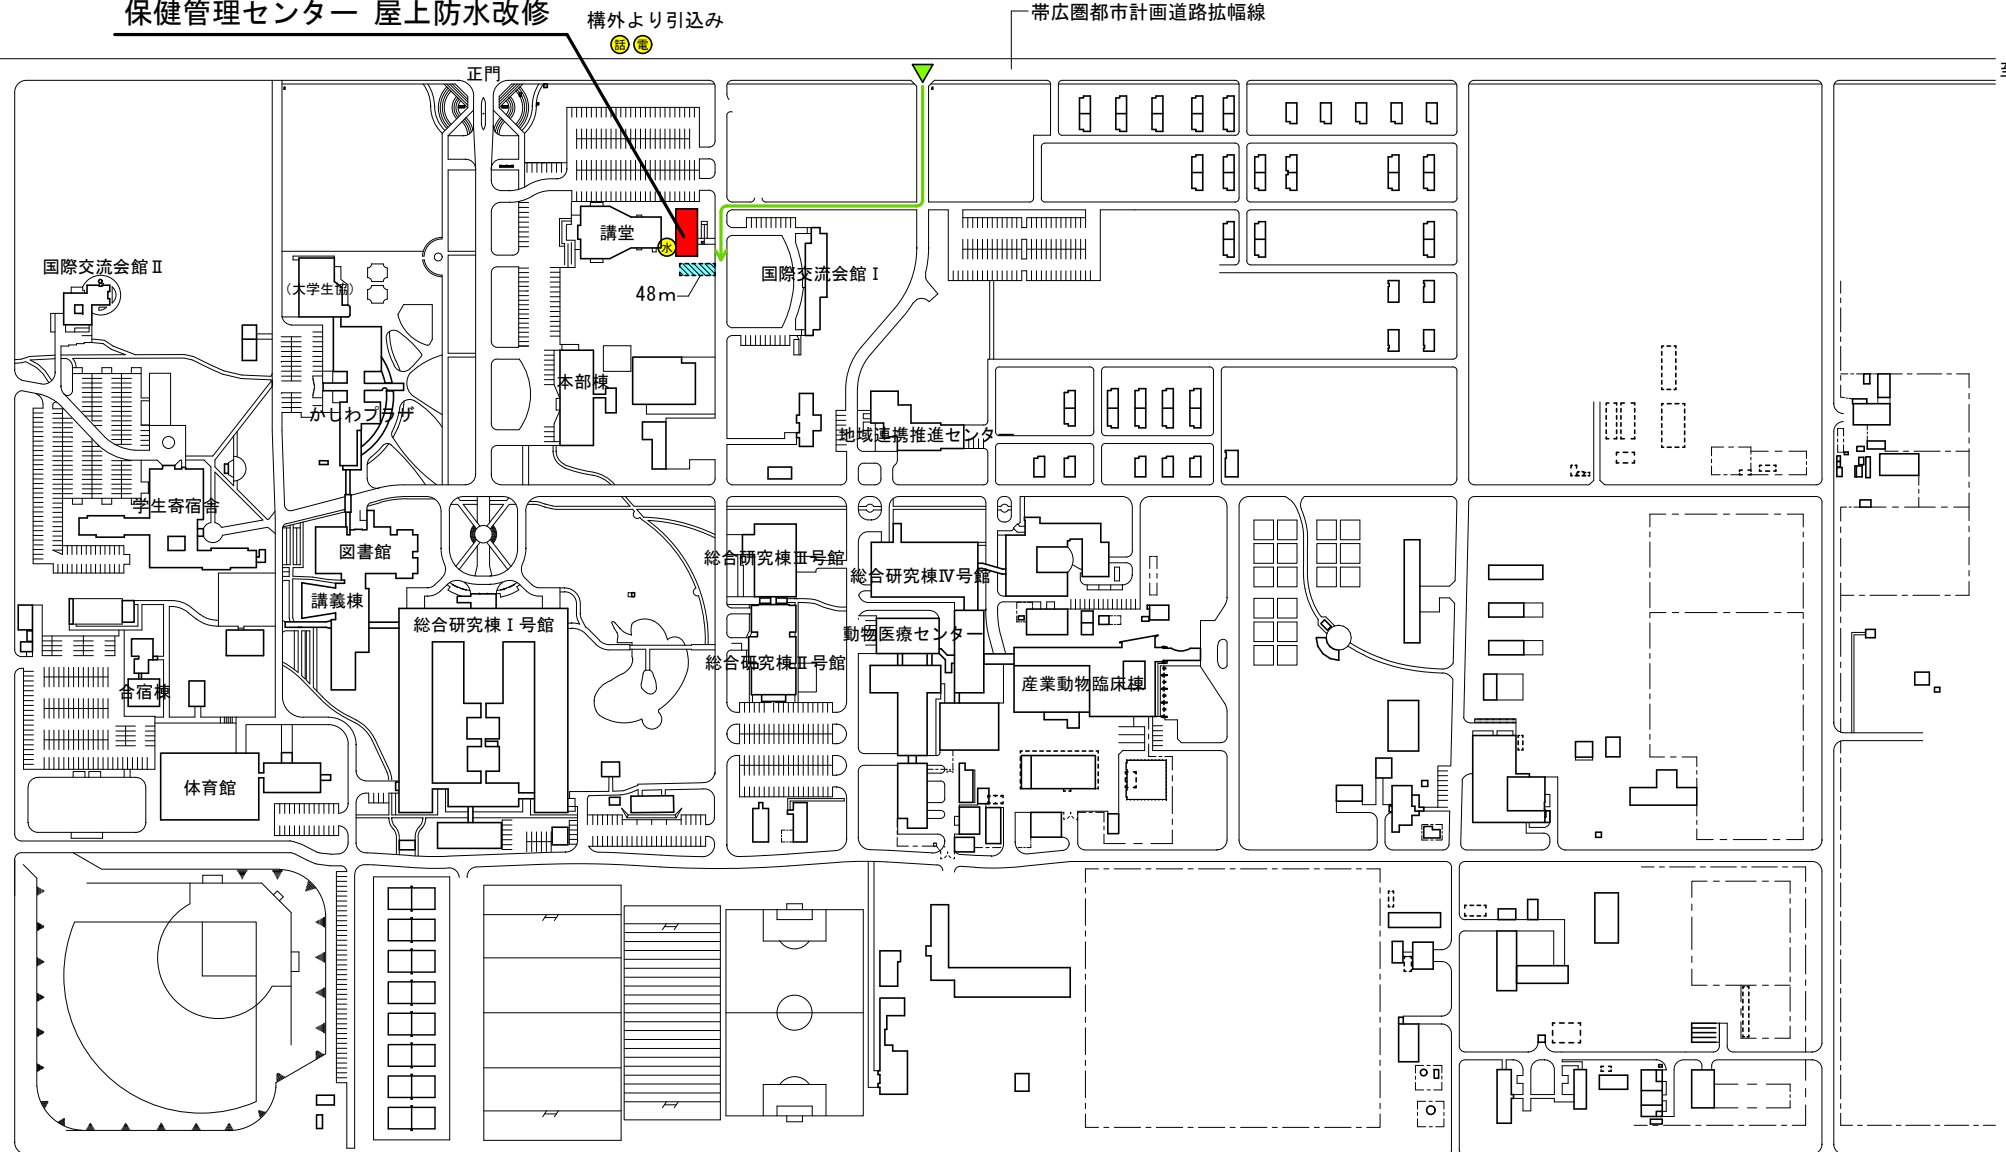 保健管理センター 屋上防水改修
構外より引込み
話 電
帯広圏都市計画道路拡幅線
正門
至
講堂
水
国際交流会館Ⅱ
(大学生協)
48m
国際交流会館Ⅰ
本部棟
かしわプラザ
地域連携推進センター
学生寄宿舎
図書館
総合研究棟Ⅲ号館
総合研究棟Ⅳ号館
講義棟
総合研究棟Ⅰ号館
動物医療センター
総合研究棟Ⅱ号館
合宿棟
産業動物臨床棟
体育館